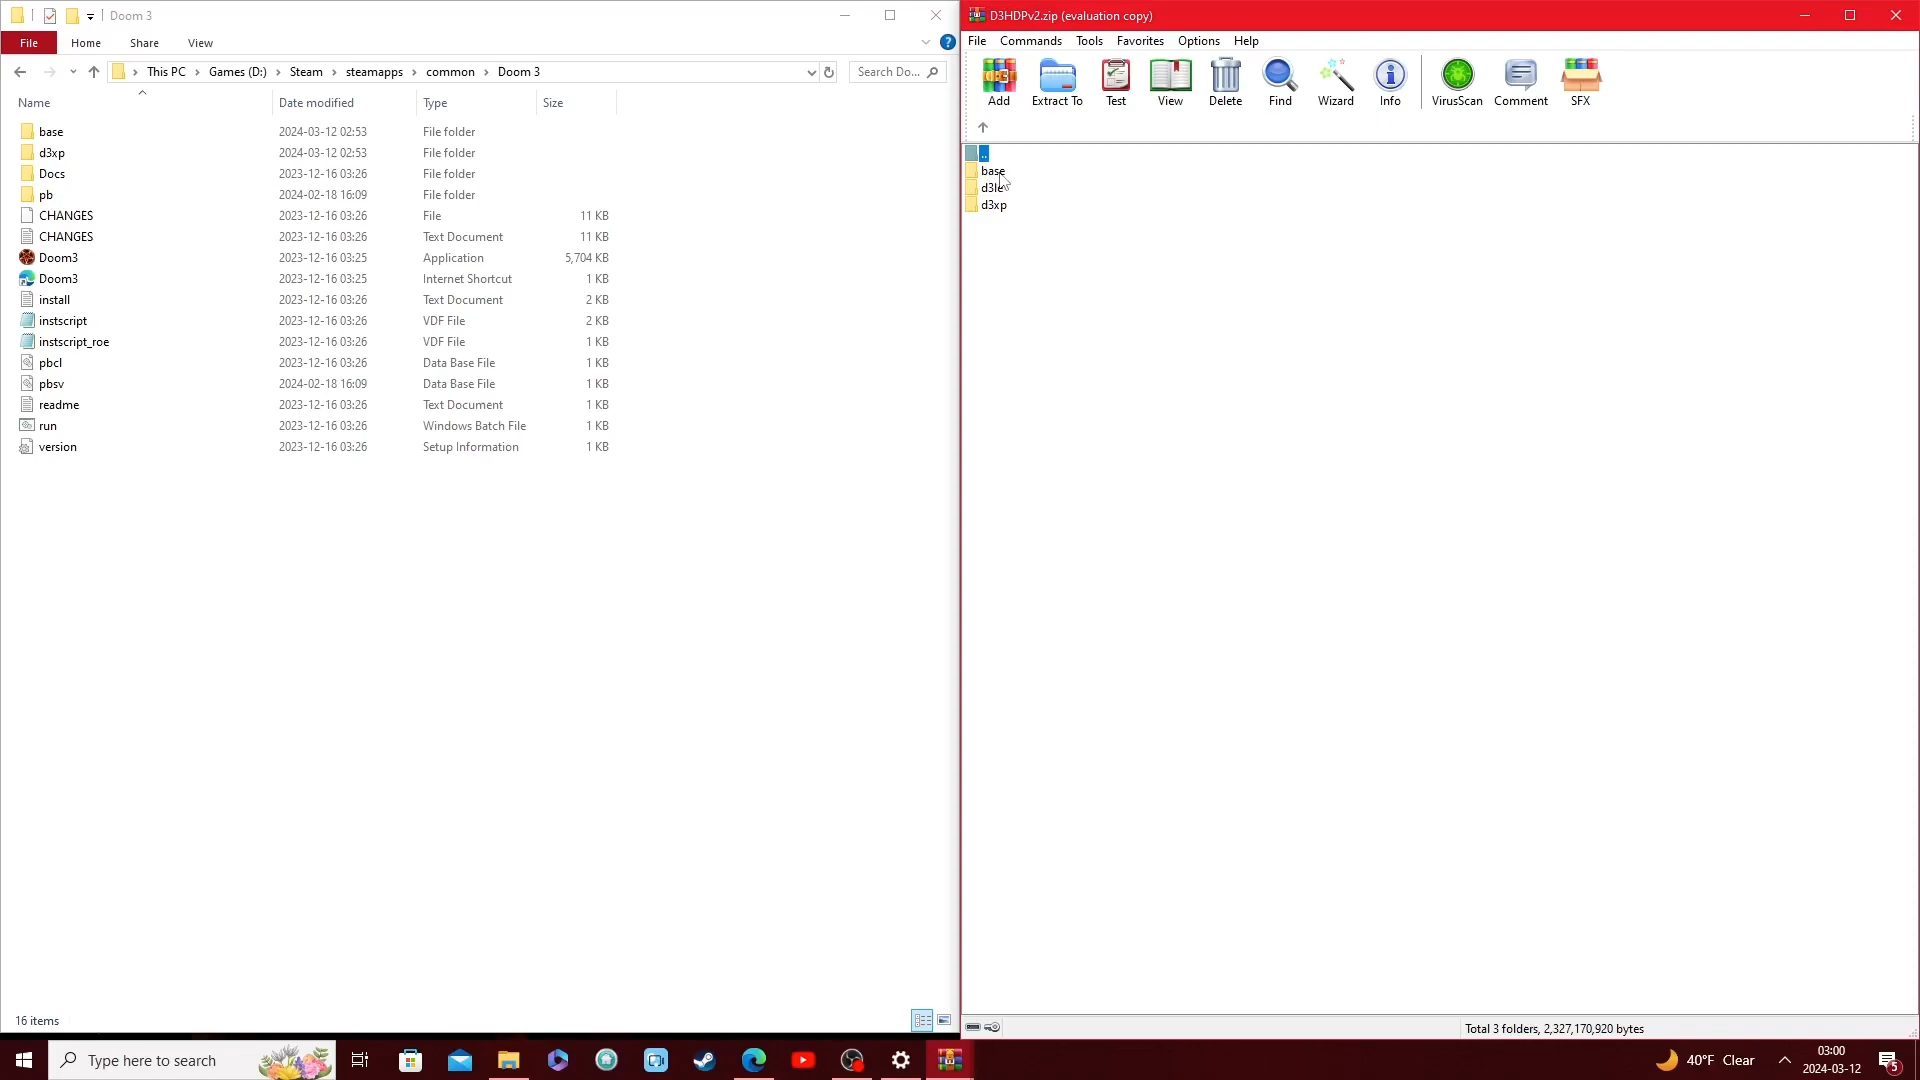 Doom 3
File Home Share View
This PC Games (D:) Steam steamapps common Doom 3 Search Do...
Name Date modified Type Size
base 2024-03-12 02:53 File folder
d3xp 2024-03-12 02:53 File folder
Docs 2023-12-16 03:26 File folder
pb 2024-02-18 16:09 File folder
CHANGES 2023-12-16 03:26 File 11 KB
CHANGES 2023-12-16 03:26 Text Document 11 KB
Doom3 2023-12-16 03:25 Application 5,704 KB
Doom3 2023-12-16 03:25 Internet Shortcut 1 KB
install 2023-12-16 03:26 Text Document 2 KB
instscript 2023-12-16 03:26 VDF File 2 KB
instscript_roe 2023-12-16 03:26 VDF File 1 KB
pbcl 2023-12-16 03:26 Data Base File 1 KB
pbsv 2024-02-18 16:09 Data Base File 1 KB
readme 2023-12-16 03:26 Text Document 1 KB
run 2023-12-16 03:26 Windows Batch File 1 KB
version 2023-12-16 03:26 Setup Information 1 KB
16 items
D3HDPv2.zip (evaluation copy)
File Commands Tools Favorites Options Help
Add Extract To Test View Delete Find Wizard Info VirusScan Comment SFX
..
base
d3le
d3xp
Total 3 folders, 2,327,170,920 bytes
Type here to search
40°F Clear
03:00
2024-03-12
5